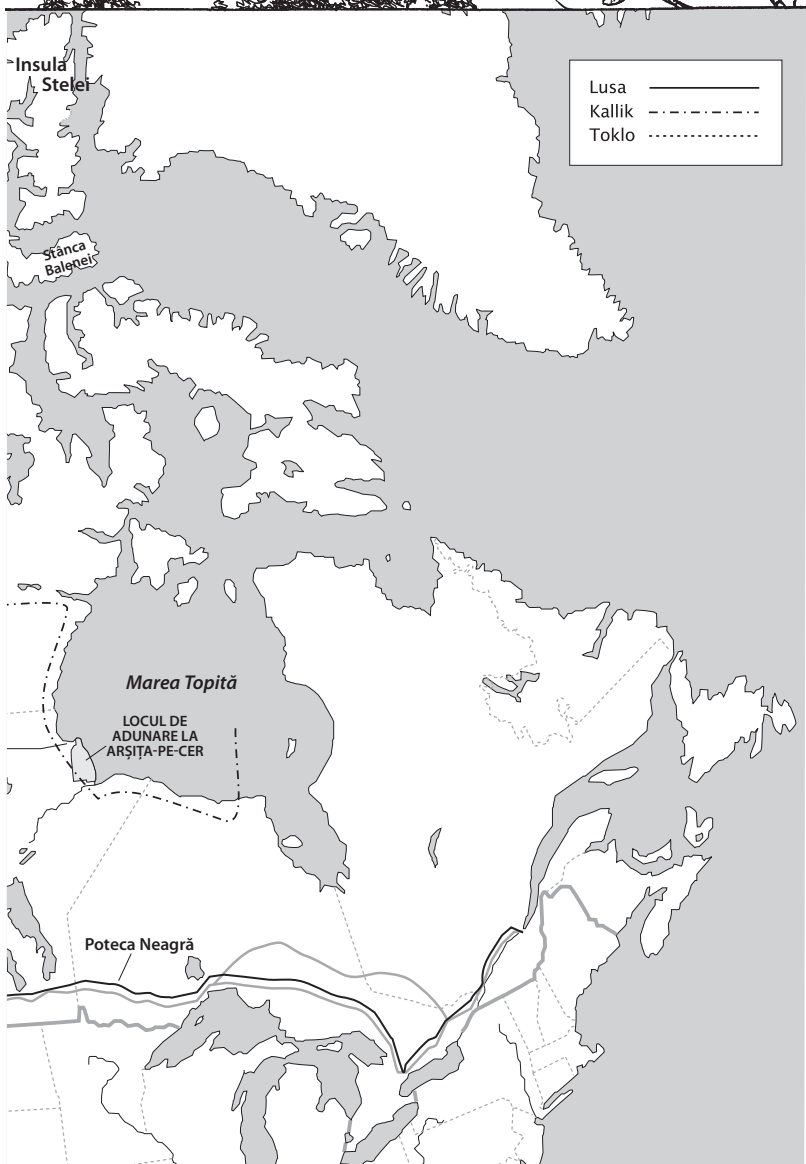 Insula
Stelei
Lusa
Kallik
Toklo
Stânca
Balenei
Marea Topită
LOCUL DE
ADUNARE LA
ARȘIȚA-PE-CER
Poteca Neagră